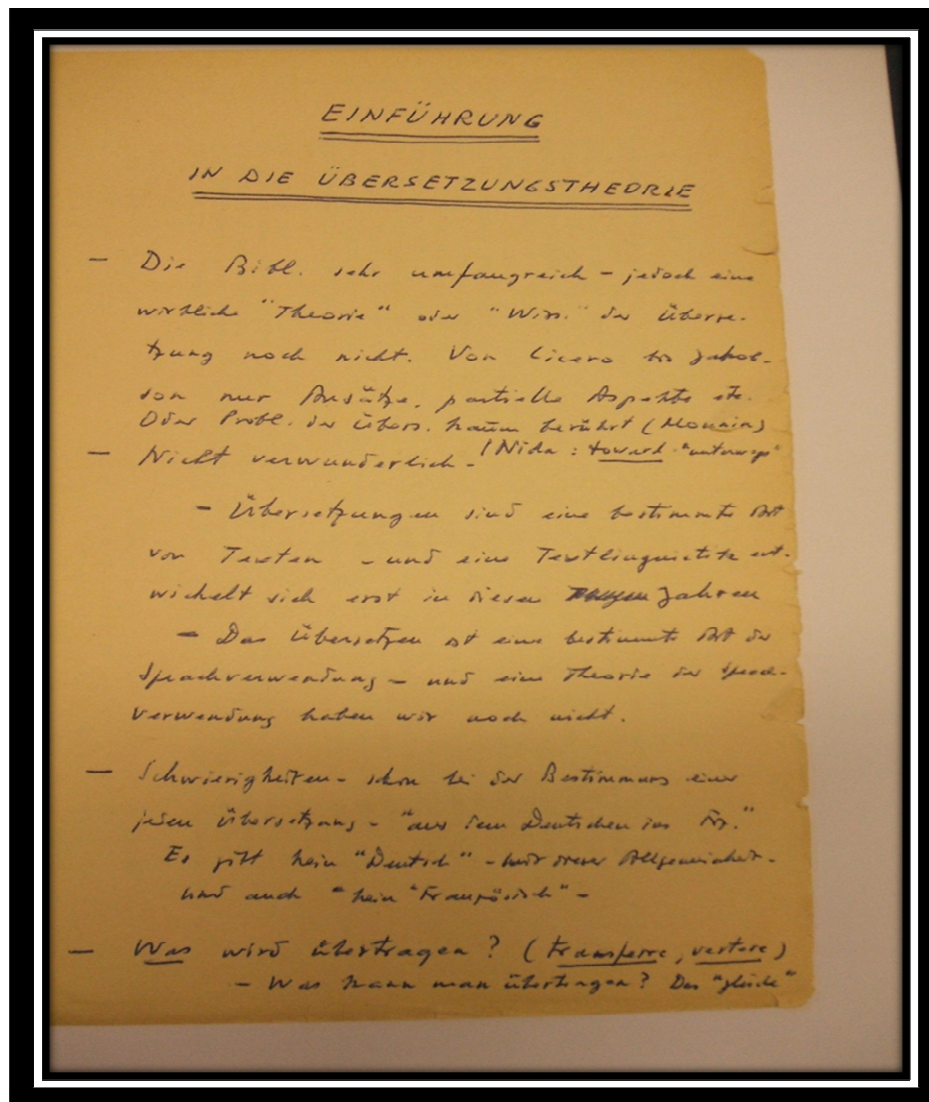 EINFÜHRUNG
IN DIE ÜBERSETZUNGSTHEORIE
— Die Bibl. sehr umfangreich – jedoch eine
wirkliche "Theorie" oder "Wiss." der Überse-
tzung noch nicht. Von Cicero bis Jakob-
son nur Ansätze, partielle Aspekte etc.
Oder Probl. der Übers. kaum berührt (Mounin)
— Nicht verwunderlich – / Nida : toward "unterwegs"
– Übersetzungen sind eine bestimmte Art
von Texten – und eine Textlinguistik ent-
wickelt sich erst in diesen Jahren
– Das Übersetzen ist eine bestimmte Art der
Sprachverwendung – und eine Theorie der Sprach-
verwendung haben wir noch nicht.
— Schwierigkeiten – schon bei der Bestimmung einer
jeden Übersetzung – "aus dem Deutschen ins Fr."
Es gibt kein "Deutsch" – mit dieser Allgemeinheit –
und auch "kein "Französisch" –
— Was wird übertragen? (transferre, vertere)
– Was kann man übertragen? Das "gleiche"